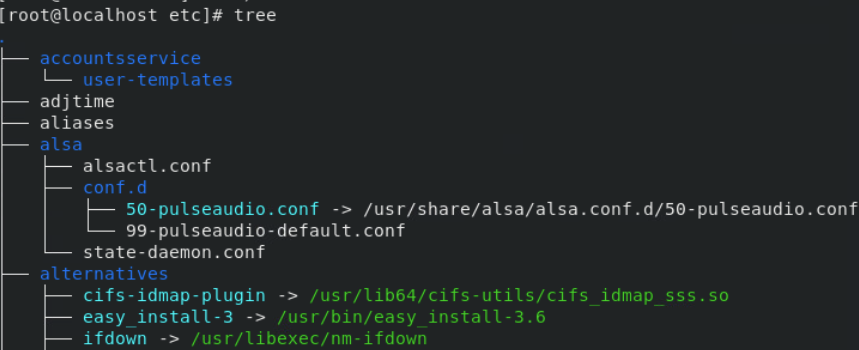 [root@localhost etc]# tree
.
├── accountsservice
│   └── user-templates
├── adjtime
├── aliases
├── alsa
│   ├── alsactl.conf
│   ├── conf.d
│   │   ├── 50-pulseaudio.conf -> /usr/share/alsa/alsa.conf.d/50-pulseaudio.conf
│   │   └── 99-pulseaudio-default.conf
│   └── state-daemon.conf
├── alternatives
│   ├── cifs-idmap-plugin -> /usr/lib64/cifs-utils/cifs_idmap_sss.so
│   ├── easy_install-3 -> /usr/bin/easy_install-3.6
│   ├── ifdown -> /usr/libexec/nm-ifdown